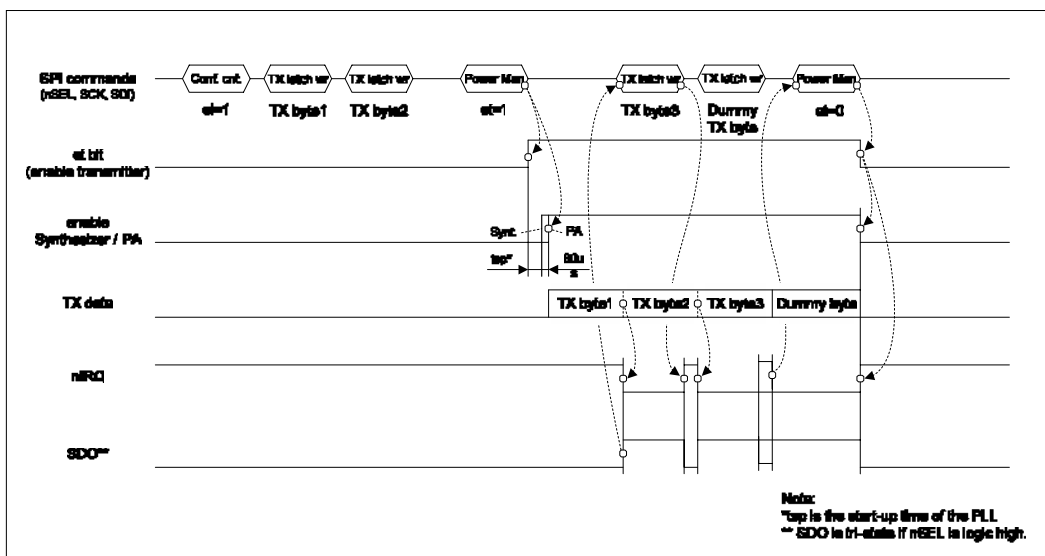 SPI commands
(nSEL, SCK, SDI)
Conf. cnt.
TX latch wr
TX latch wr
Power Man
TX latch wr
TX latch wr
Power Man
el=1
TX byte1
TX byte2
et=1
TX byte3
Dummy
TX byte
et=0
et bit
(enable transmitter)
enable
Synthesizer / PA
Synt.
PA
tsp*
80u
s
TX data
TX byte1
TX byte2
TX byte3
Dummy byte
nIRQ
SDO**
Note:
*tsp is the start-up time of the PLL
** SDO is tri-state if nSEL is logic high.